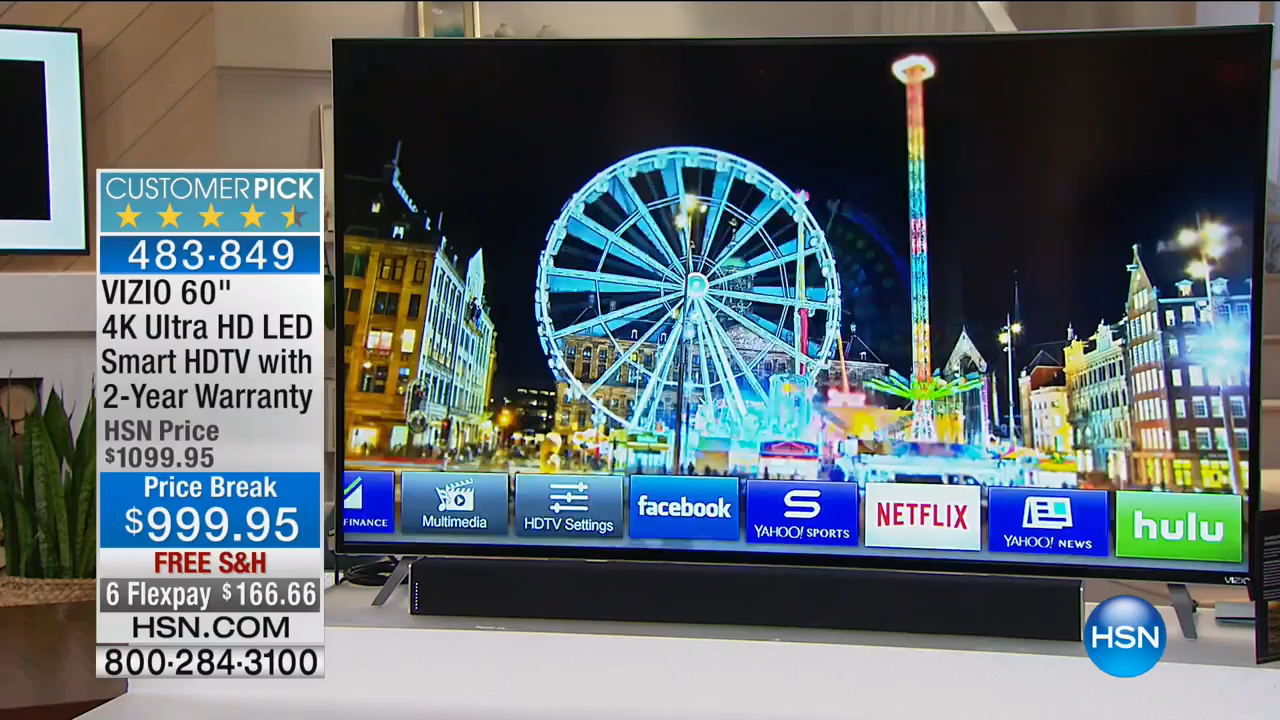 CUSTOMERPICK
483·849
VIZIO 60"
4K Ultra HD LED
Smart HDTV with
2-Year Warranty
HSN Price
$1099.95
Price Break
$999.95
FREE S&H
6 Flexpay $166.66
HSN.COM
800·284·3100
FINANCE
Multimedia
HDTV Settings
facebook
YAHOO! SPORTS
NETFLIX
YAHOO! NEWS
hulu
VIZIO
HSN